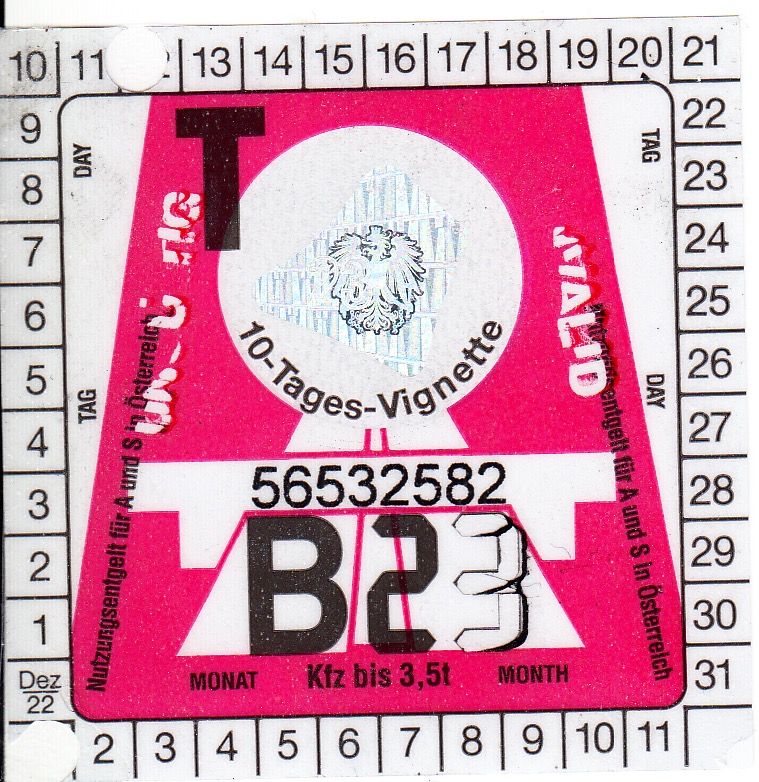 10 11 13 14 15 16 17 18 19 20 21
9 22
8 23
7 24
6 25
5 26
4 27
3 28
2 29
1 30
Dez
22
31
2 3 4 5 6 7 8 9 10 11
DAY
TAG
T
TAG
DAY
10-Tages-Vignette
VALID
Nutzungsentgelt für A und S in Österreich
Nutzungsentgelt für A und S in Österreich
56532582
B23
MONAT Kfz bis 3,5t MONTH